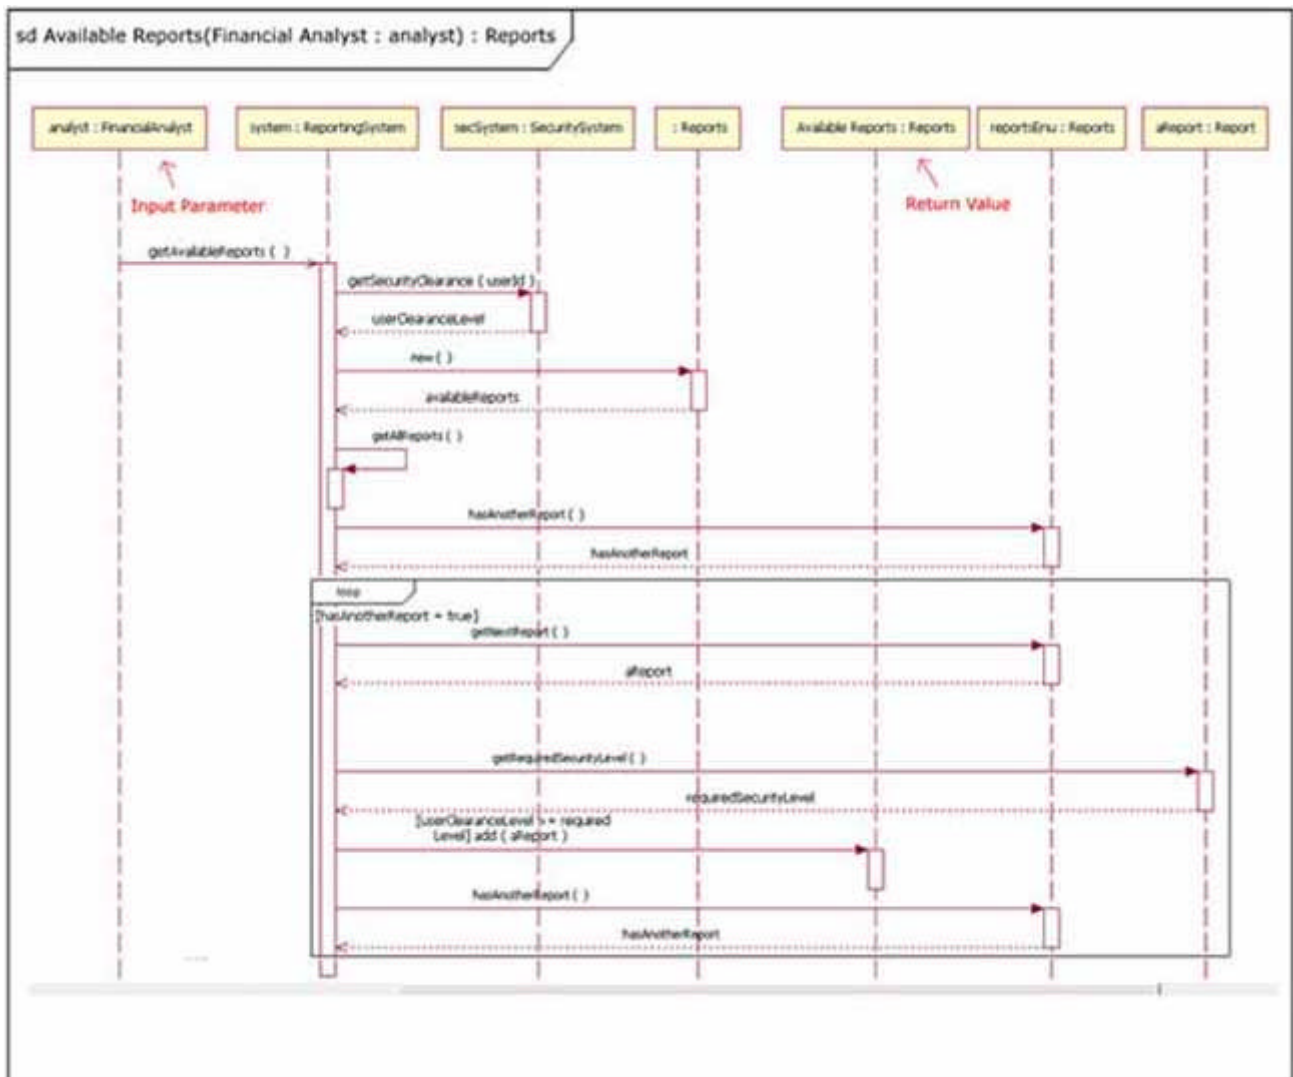 sd Available Reports(Financial Analyst : analyst) : Reports
analyst : FinancialAnalyst
system : ReportingSystem
secSystem : SecuritySystem
: Reports
Available Reports : Reports
reportsEnu : Reports
aReport : Report
Input Parameter
Return Value
getAvailableReports ( )
getSecurityClearance ( userId )
userClearanceLevel
new ( )
availableReports
getAllReports ( )
hasAnotherReport ( )
hasAnotherReport
loop
[hasAnotherReport = true]
getNextReport ( )
aReport
getRequiredSecurityLevel ( )
requiredSecurityLevel
[userClearanceLevel >= required
Level] add ( aReport )
hasAnotherReport ( )
hasAnotherReport